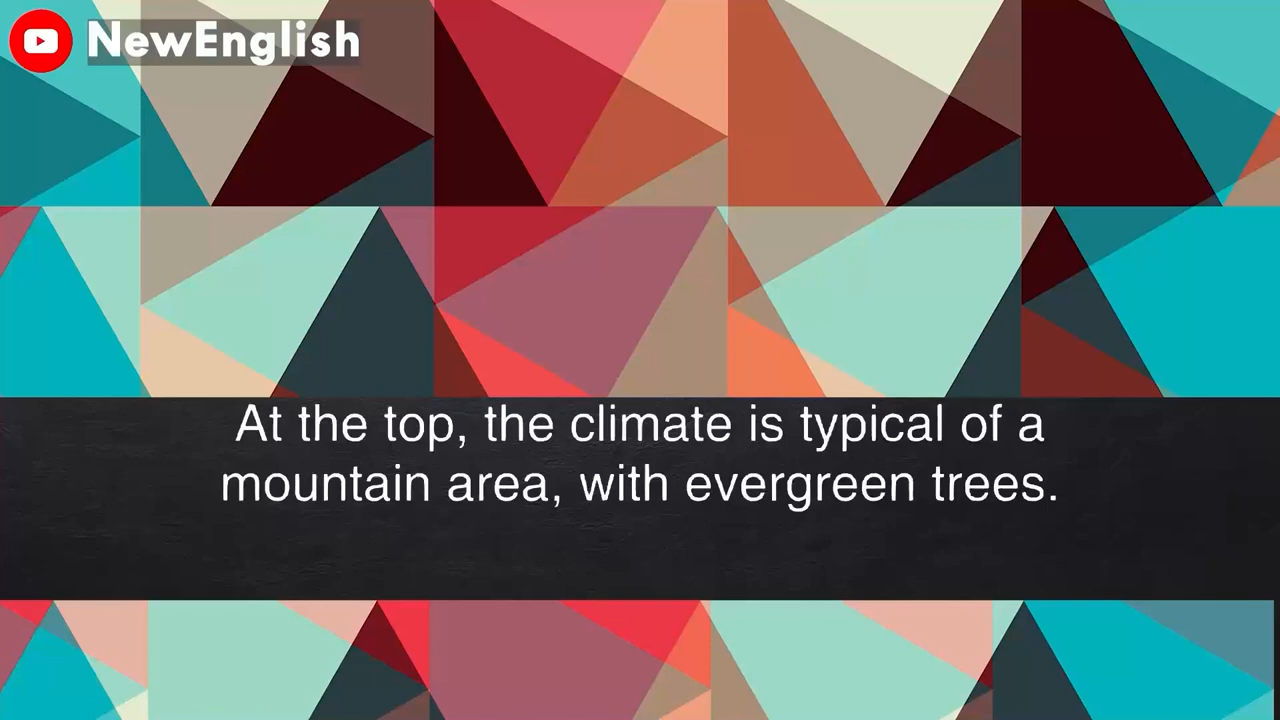 NewEnglish
At the top, the climate is typical of a
mountain area, with evergreen trees.